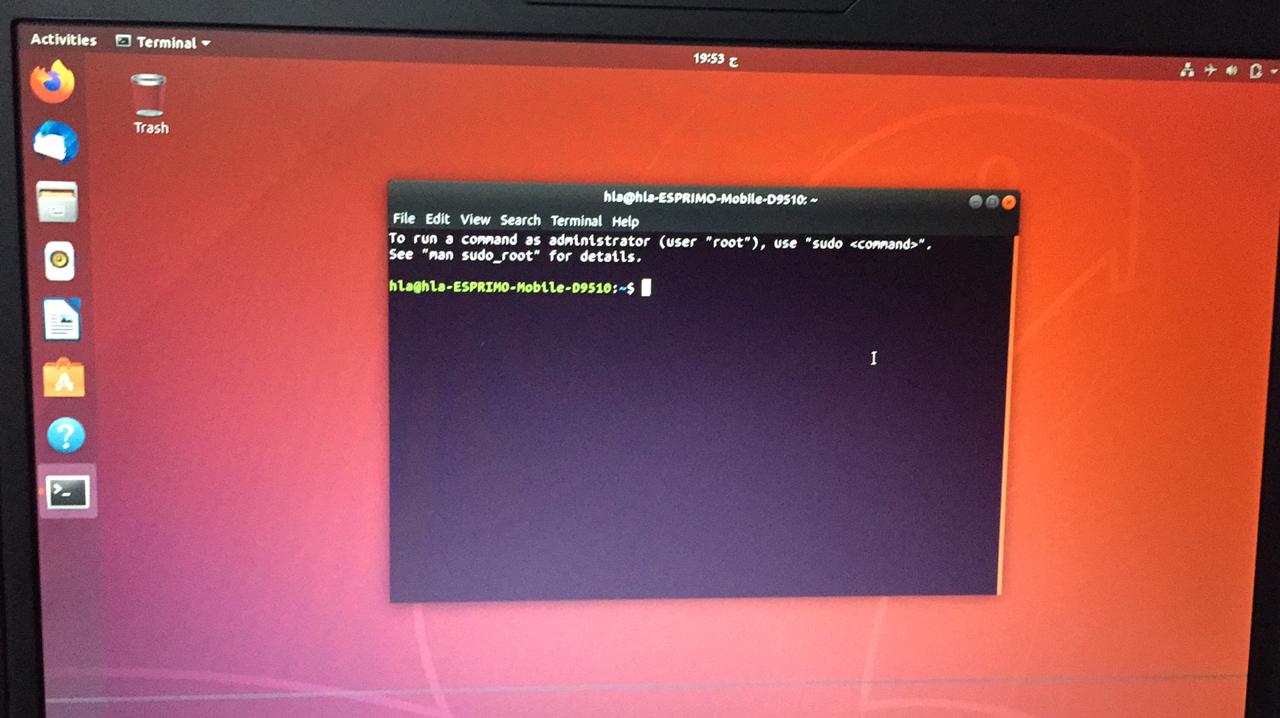 Activities
Terminal
19:53 ج
Trash
hla@hla-ESPRIMO-Mobile-D9510: ~
File Edit View Search Terminal Help
To run a command as administrator (user "root"), use "sudo <command>".
See "man sudo_root" for details.
hla@hla-ESPRIMO-Mobile-D9510:~$